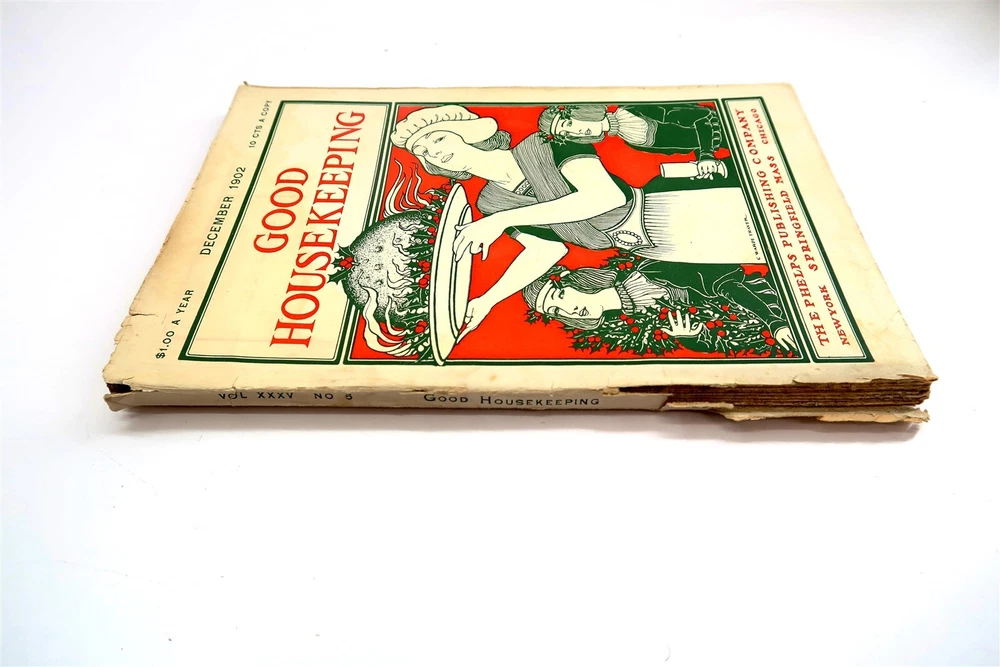 $1.00 A YEAR DECEMBER 1902 10 CTS A COPY
GOOD
HOUSEKEEPING
THE PHELPS PUBLISHING COMPANY
NEW YORK SPRINGFIELD MASS CHICAGO
VOL XXXV NO 6 GOOD HOUSEKEEPING